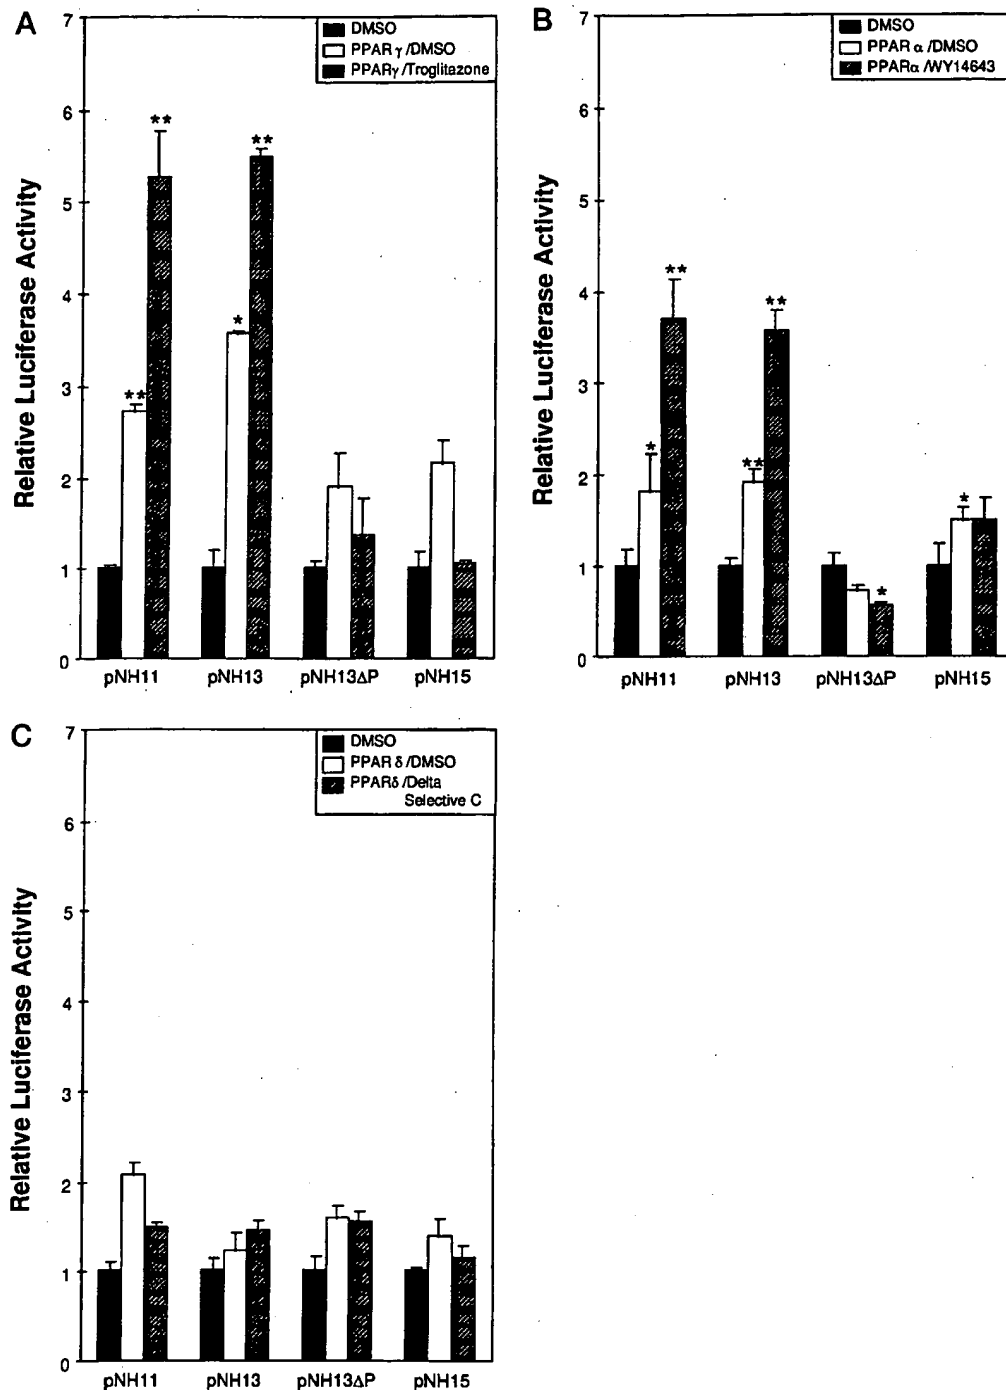 A
7
6
5
4
3
2
1
0
Relative Luciferase Activity
DMSO
PPAR γ /DMSO
PPARγ /Troglitazone
**
**
**
*
pNH11 pNH13 pNH13ΔP pNH15
B
7
6
5
4
3
2
1
0
Relative Luciferase Activity
DMSO
PPAR α /DMSO
PPARα /WY14643
*
**
**
**
*
*
pNH11 pNH13 pNH13ΔP pNH15
C
7
6
5
4
3
2
1
0
Relative Luciferase Activity
DMSO
PPAR δ /DMSO
PPARδ /Delta
Selective C
pNH11 pNH13 pNH13ΔP pNH15